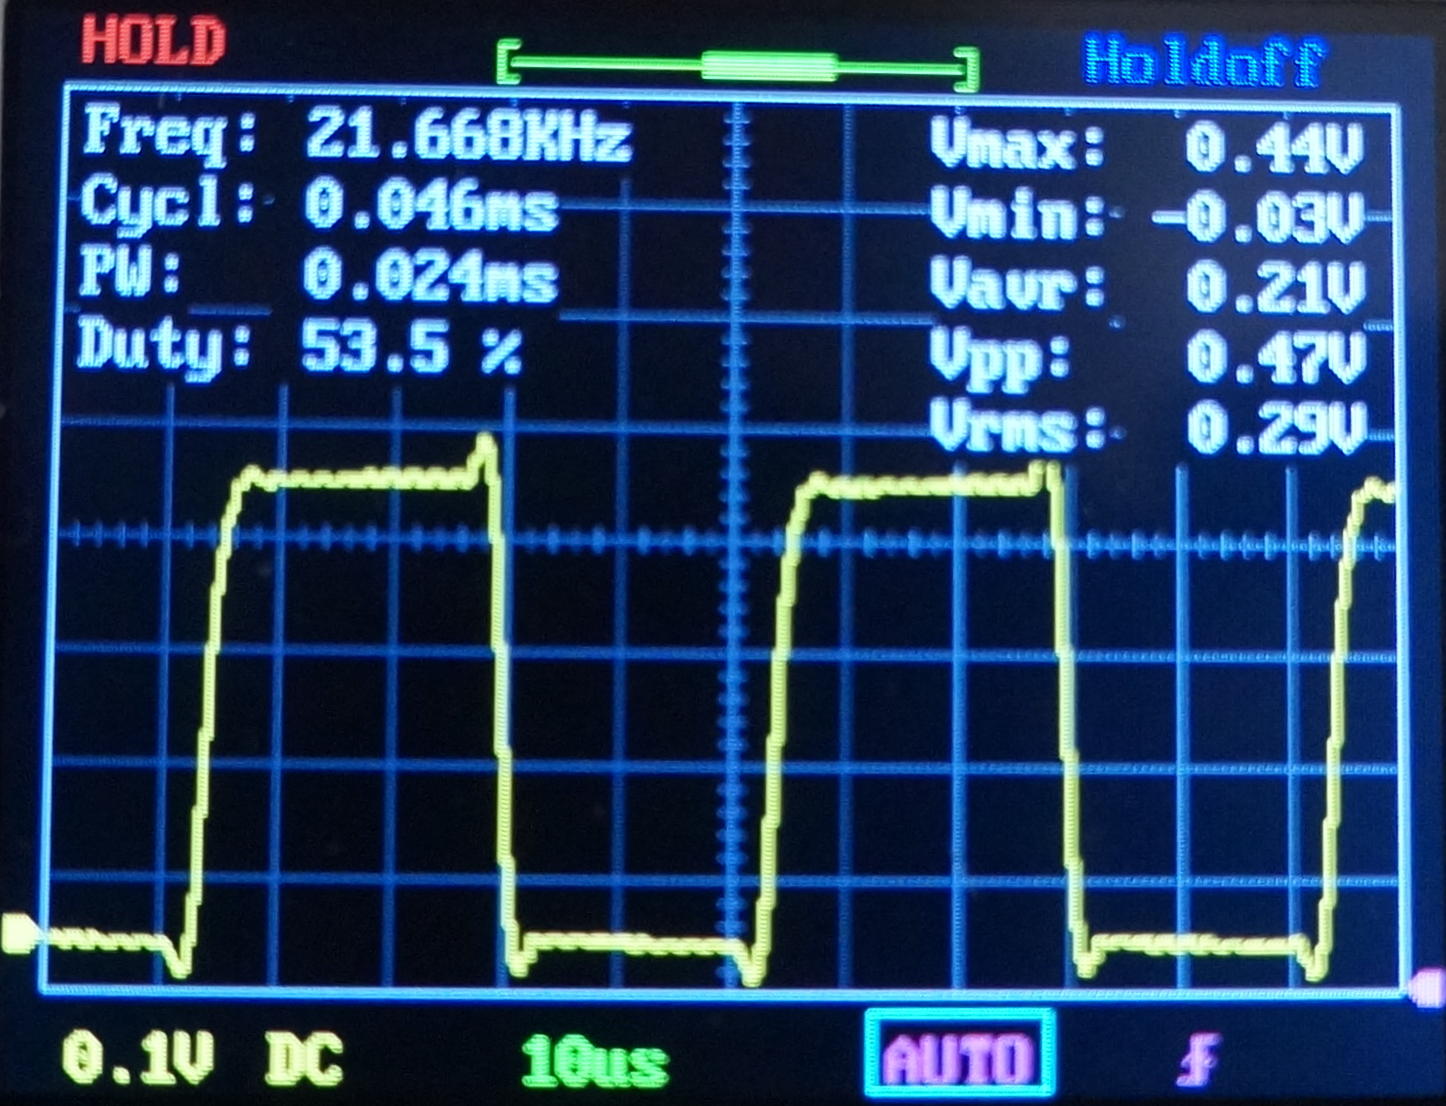 HOLD Holdoff
Freq: 21.668KHz Vmax: 0.44V
Cycl: 0.046ms Vmin: -0.03V
PW: 0.024ms Vavr: 0.21V
Duty: 53.5 % Vpp: 0.47V
Vrms: 0.29V
0.1V DC 10us AUTO